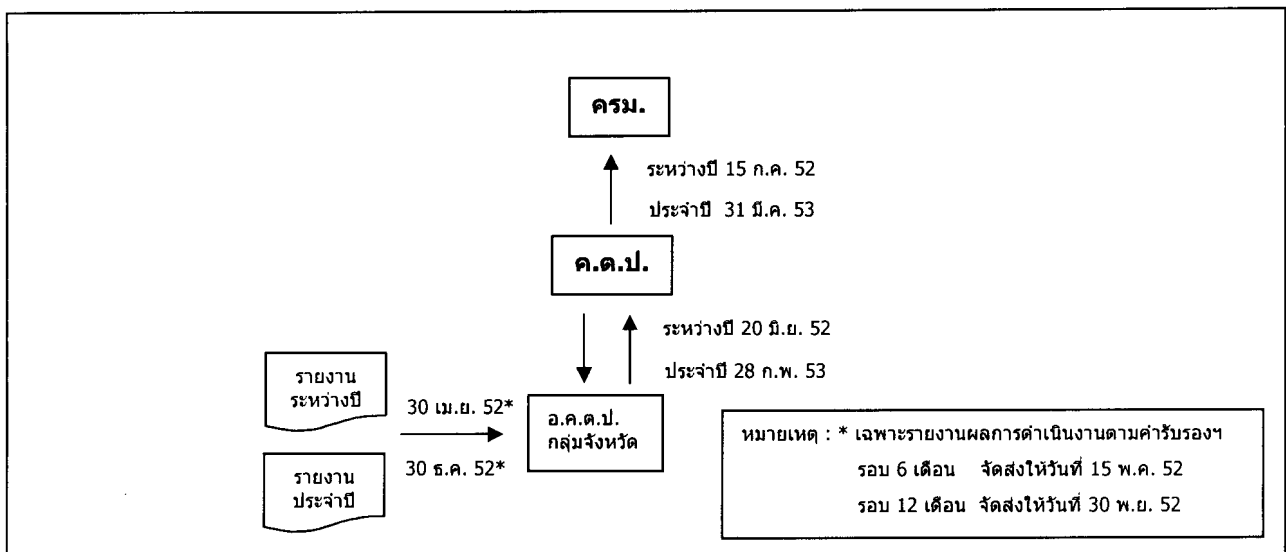 ครม.
ระหว่างปี 15 ก.ค. 52
ประจำปี 31 มี.ค. 53
ค.ต.ป.
ระหว่างปี 20 มิ.ย. 52
ประจำปี 28 ก.พ. 53
รายงาน
ระหว่างปี
30 เม.ย. 52*
อ.ค.ต.ป.
กลุ่มจังหวัด
30 ธ.ค. 52*
รายงาน
ประจำปี
หมายเหตุ : * เฉพาะรายงานผลการดำเนินงานตามคำรับรองฯ
รอบ 6 เดือน จัดส่งให้วันที่ 15 พ.ค. 52
รอบ 12 เดือน จัดส่งให้วันที่ 30 พ.ย. 52